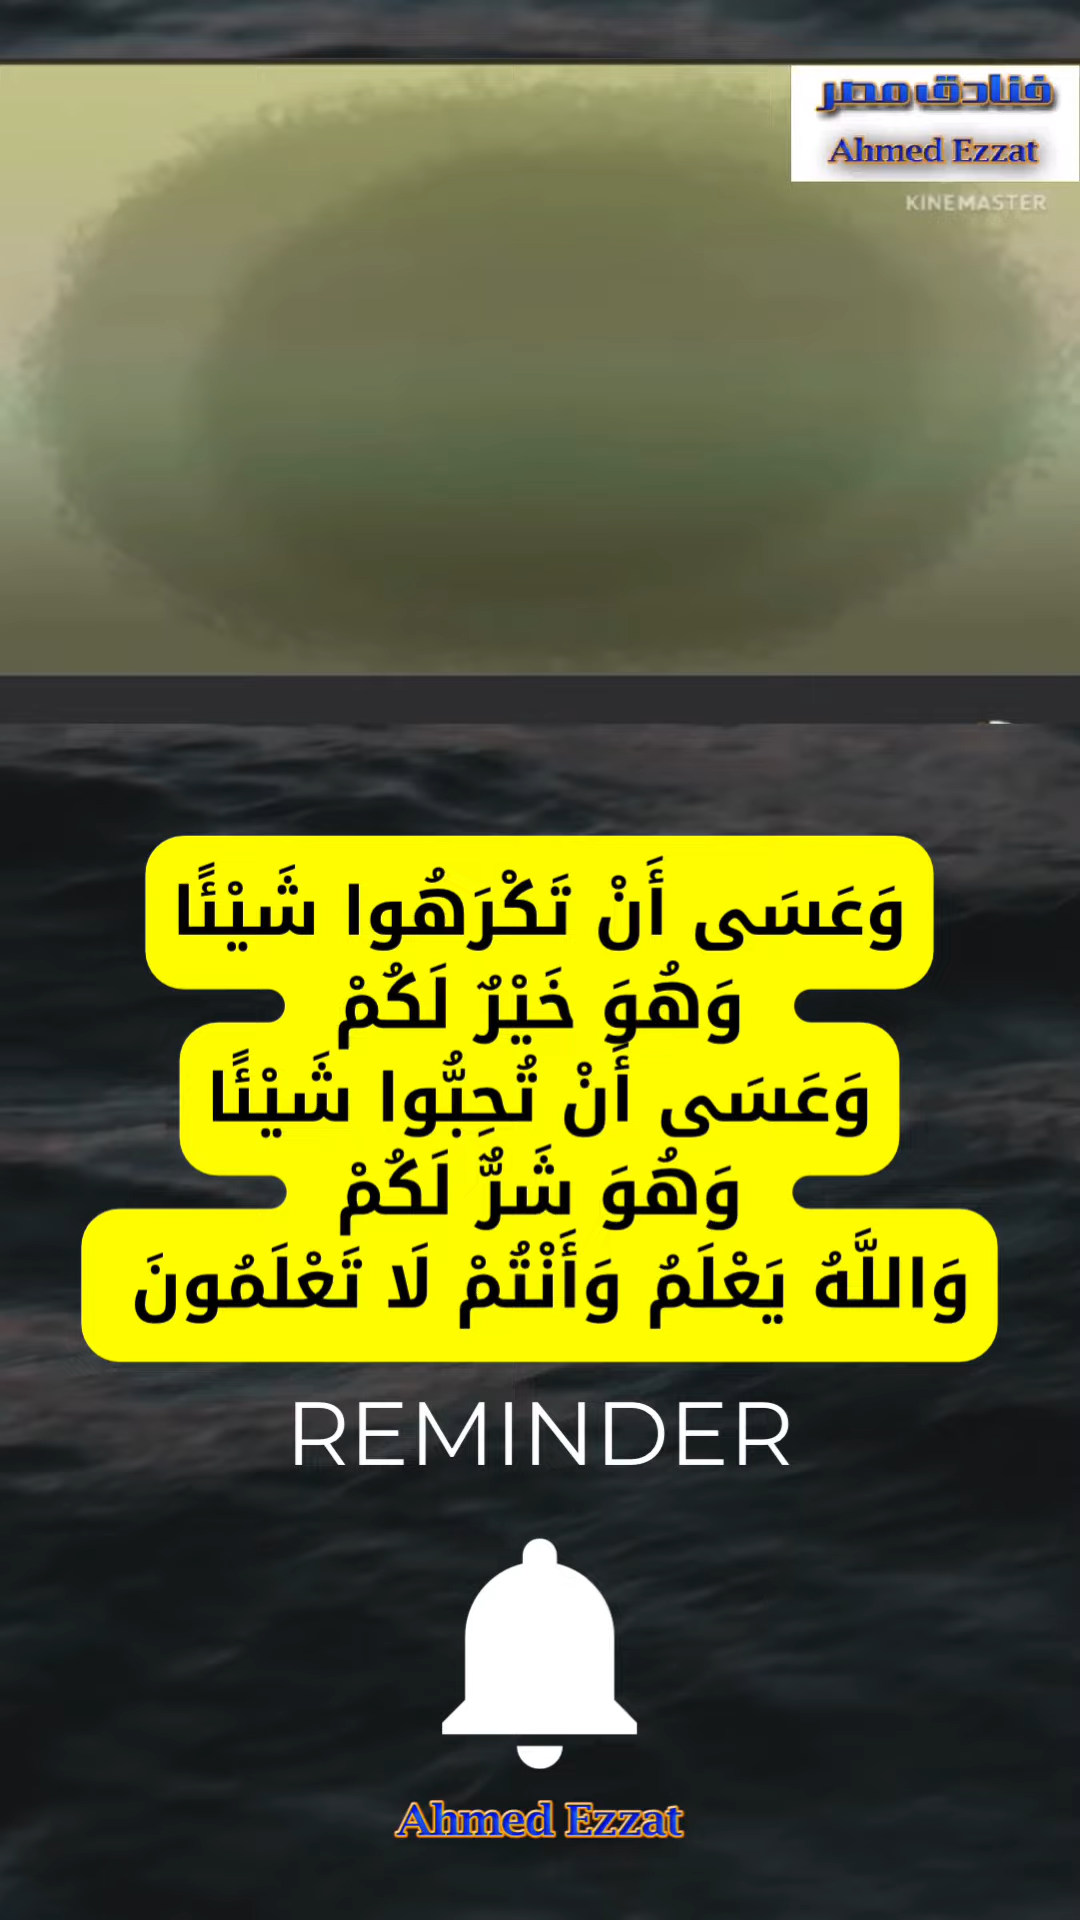 فنادق مصر
Ahmed Ezzat
KINEMASTER
وَعَسَى أَنْ تَكْرَهُوا شَيْئًا
وَهُوَ خَيْرٌ لَكُمْ
وَعَسَى أَنْ تُحِبُّوا شَيْئًا
وَهُوَ شَرٌّ لَكُمْ
وَاللَّهُ يَعْلَمُ وَأَنْتُمْ لَا تَعْلَمُونَ
REMINDER
Ahmed Ezzat